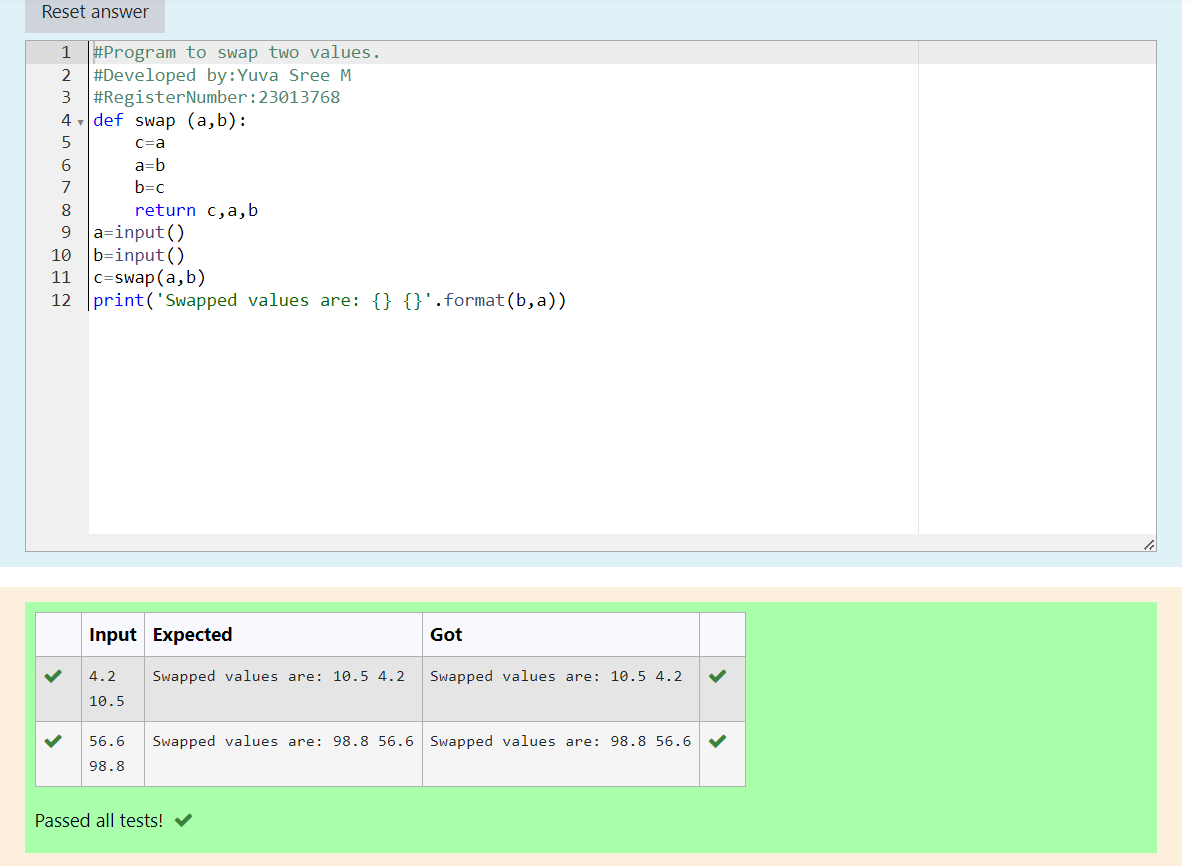 Reset answer
1 #Program to swap two values.
2 #Developed by:Yuva Sree M
3 #RegisterNumber:23013768
4 def swap (a,b):
5     c=a
6     a=b
7     b=c
8     return c,a,b
9 a=input()
10 b=input()
11 c=swap(a,b)
12 print('Swapped values are: {} {}'.format(b,a))
Input Expected Got
4.2 Swapped values are: 10.5 4.2 Swapped values are: 10.5 4.2
10.5
56.6 Swapped values are: 98.8 56.6 Swapped values are: 98.8 56.6
98.8
Passed all tests!